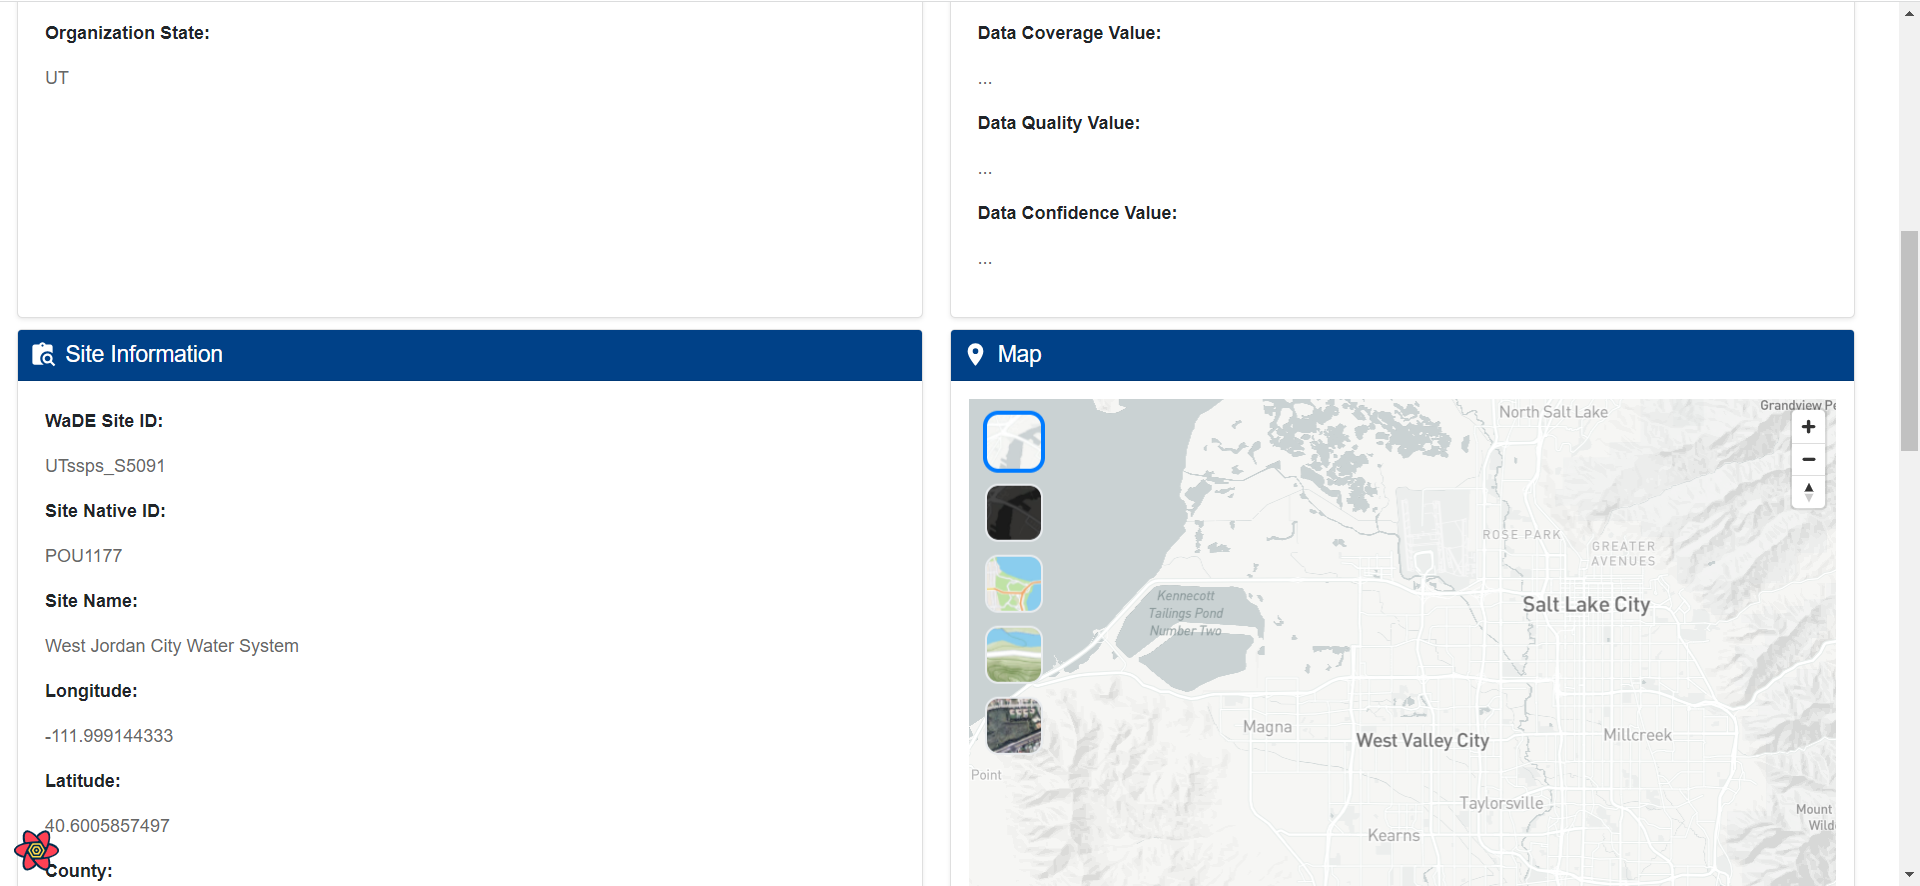 Organization State:
UT
Data Coverage Value:
...
Data Quality Value:
...
Data Confidence Value:
...
Site Information
WaDE Site ID:
UTssps_S5091
Site Native ID:
POU1177
Site Name:
West Jordan City Water System
Longitude:
-111.999144333
Latitude:
40.6005857497
County:
Map
North Salt Lake
Grandview Pe
ROSE PARK
GREATER
AVENUES
Kennecott
Tailings Pond
Number Two
Salt Lake City
Magna
West Valley City
Millcreek
Point
Taylorsville
Mount
Wilde
Kearns